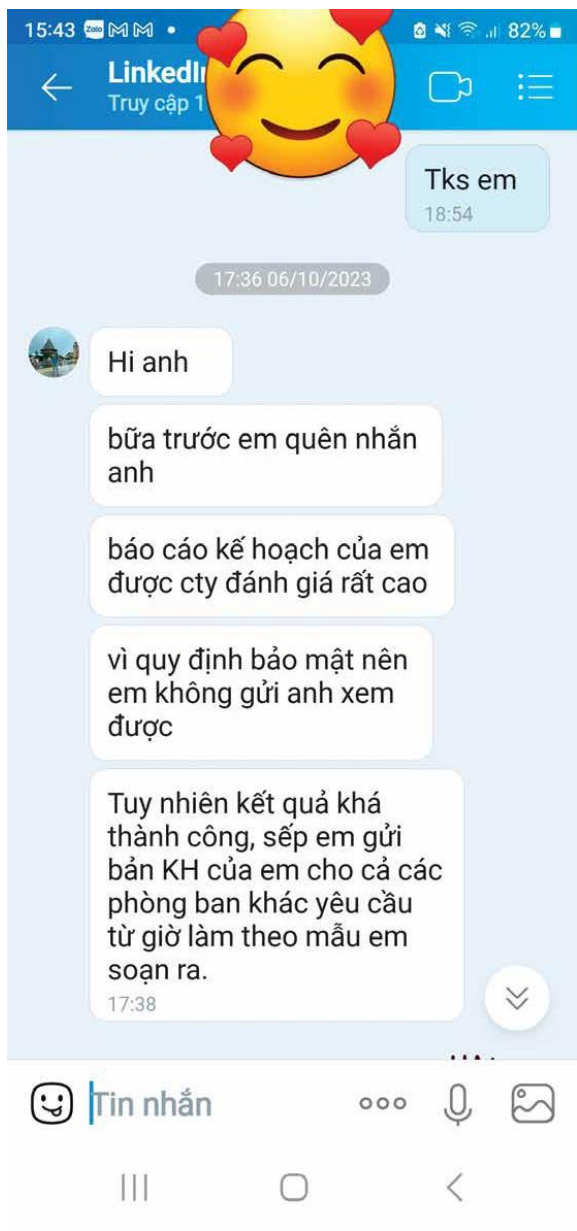 15:43 Zalo 82%
LinkedI
Truy cập 1
Tks em
18:54
17:36 06/10/2023
Hi anh
bữa trước em quên nhắn
anh
báo cáo kế hoạch của em
được cty đánh giá rất cao
vì quy định bảo mật nên
em không gửi anh xem
được
Tuy nhiên kết quả khá
thành công, sếp em gửi
bản KH của em cho cả các
phòng ban khác yêu cầu
từ giờ làm theo mẫu em
soạn ra.
17:38
Tin nhắn